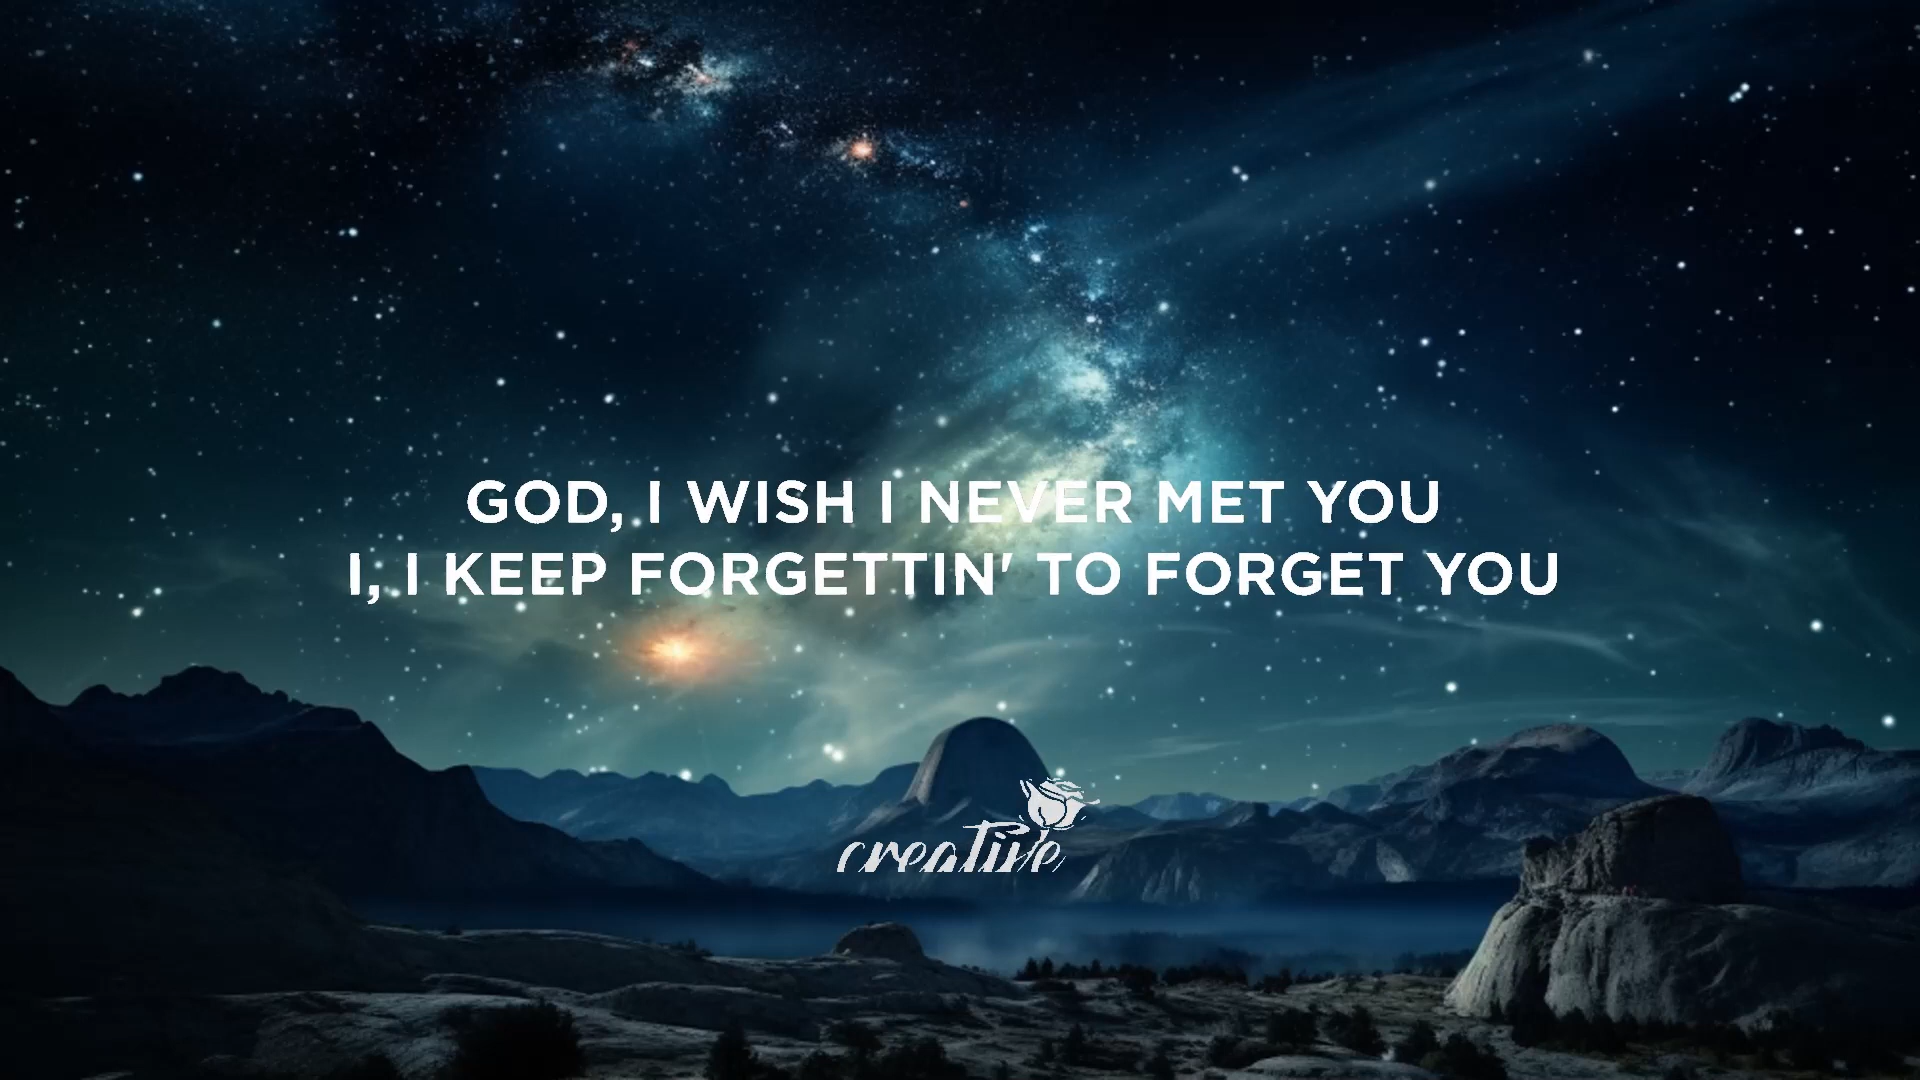 GOD, I WISH I NEVER MET YOU
I, I KEEP FORGETTIN' TO FORGET YOU
creative